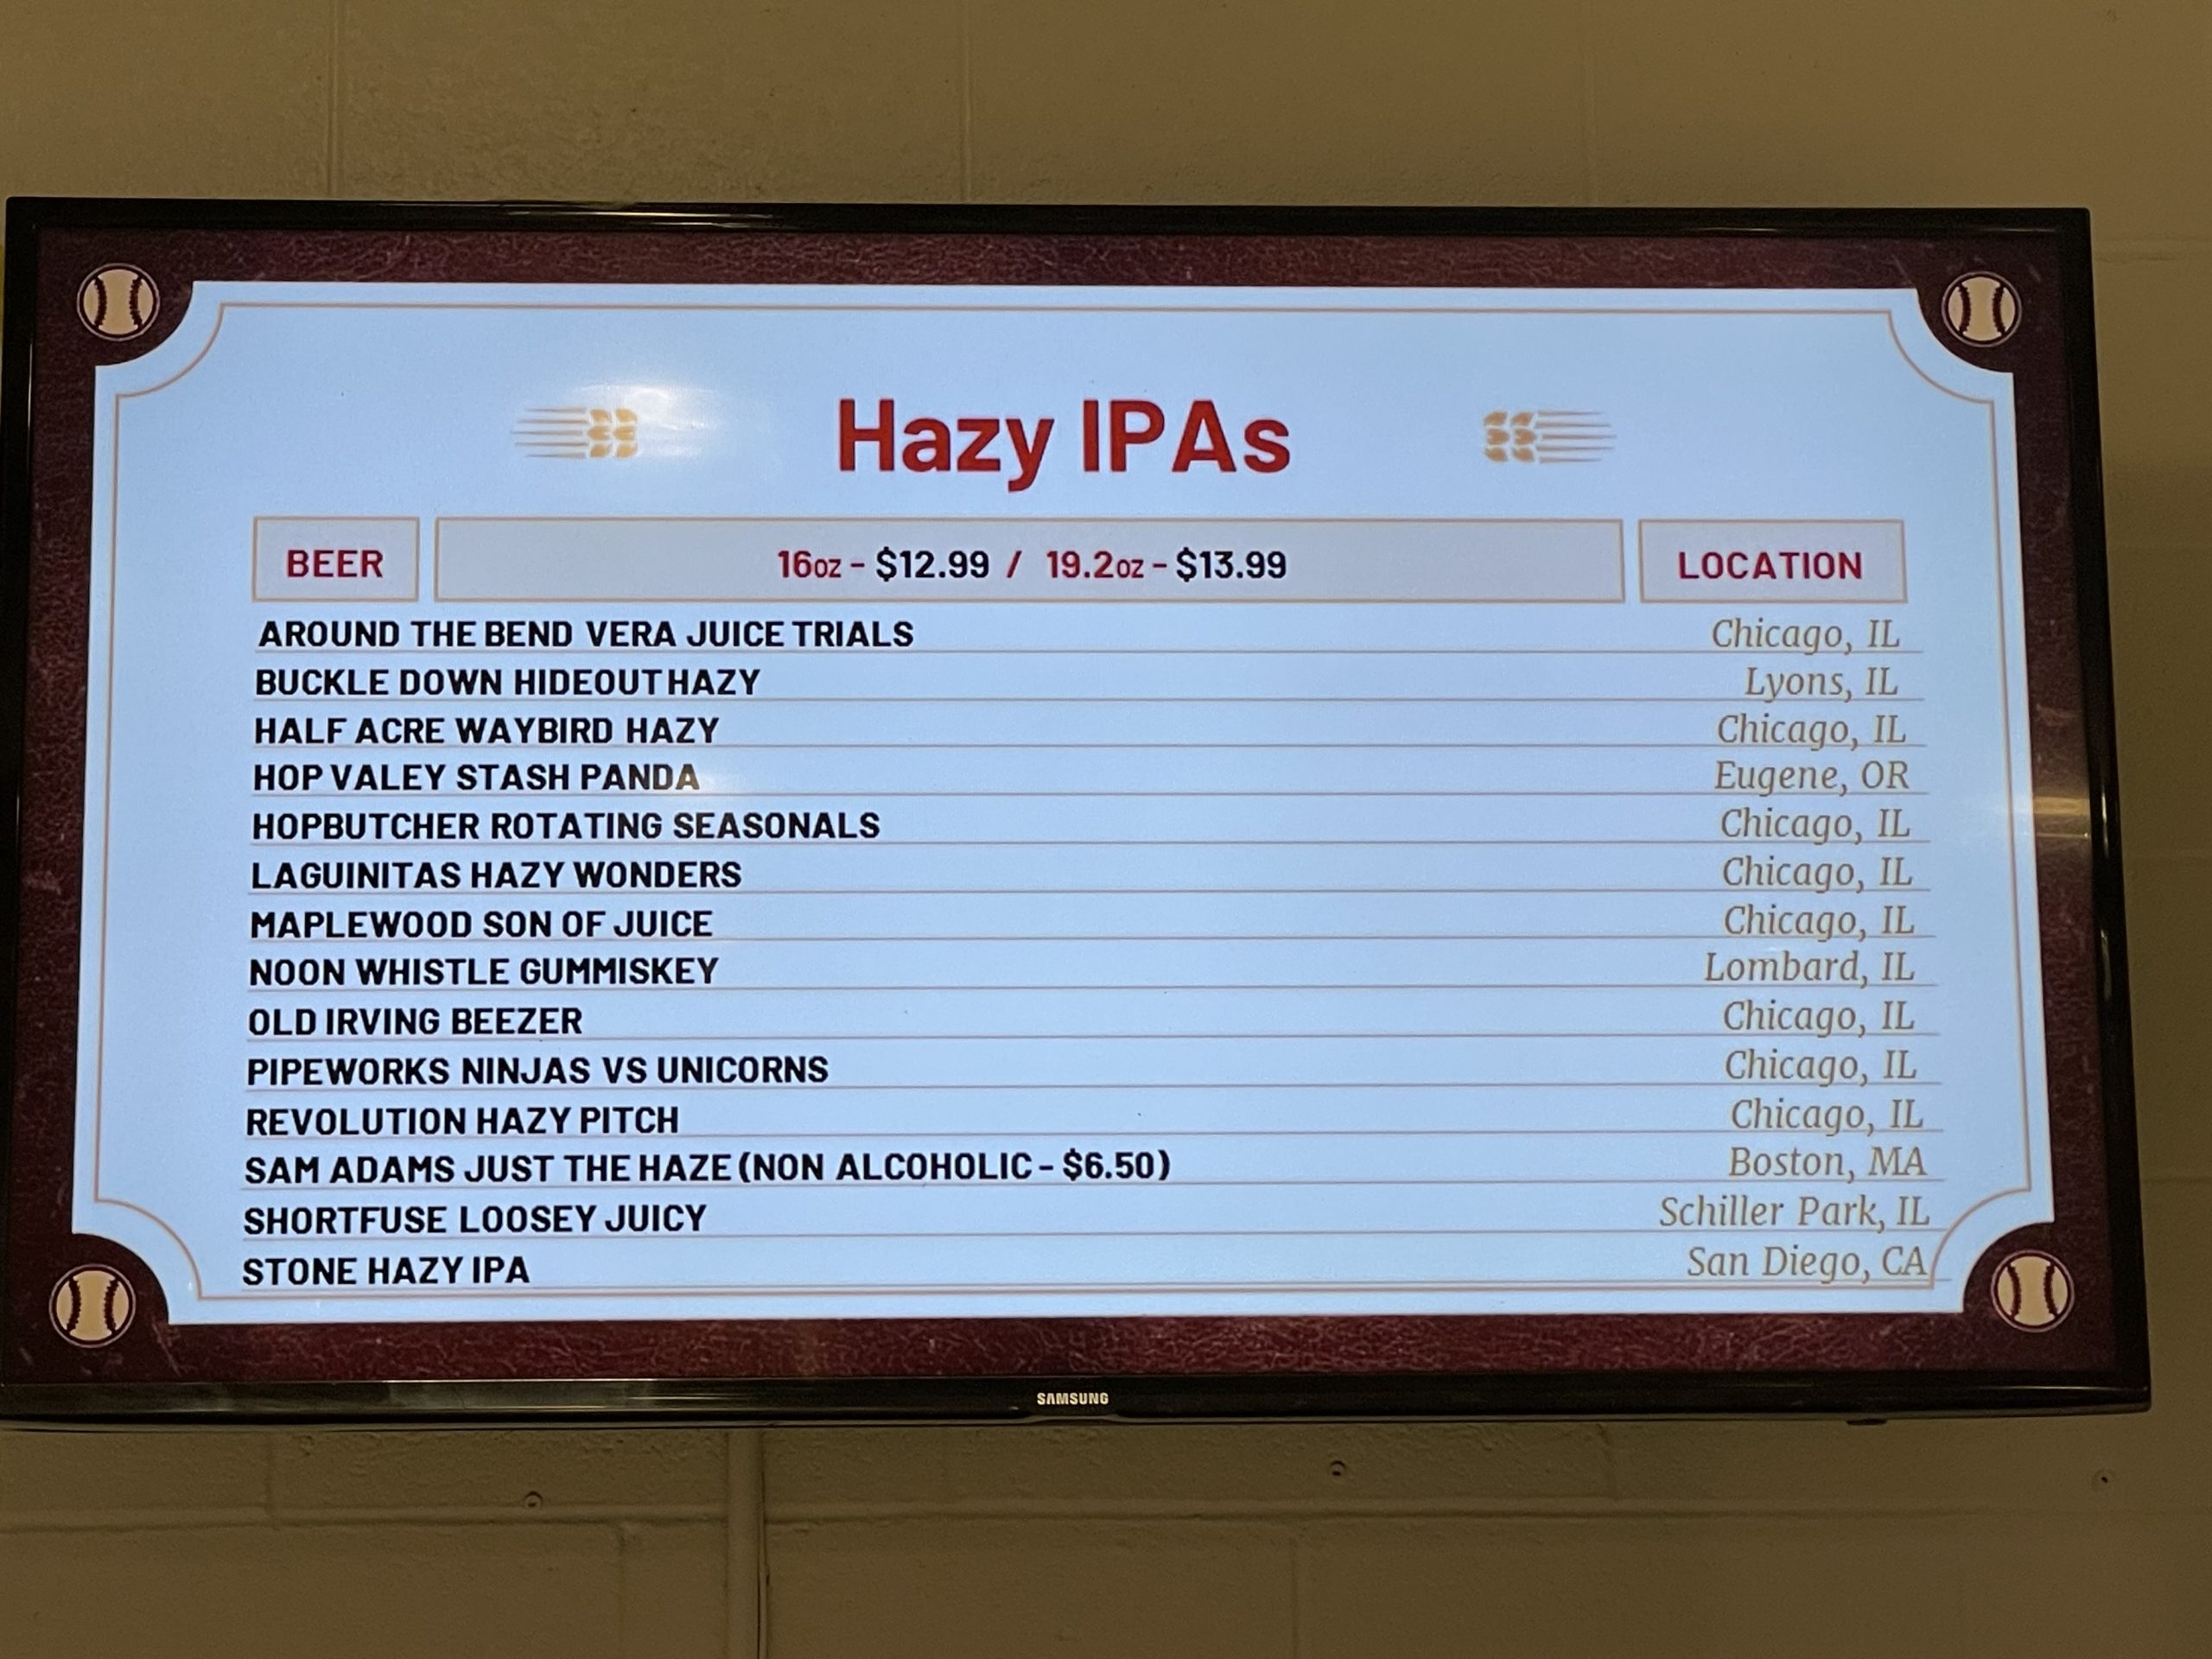 Hazy IPAs
BEER 16oz - $12.99 / 19.2oz - $13.99 LOCATION
AROUND THE BEND VERA JUICE TRIALS Chicago, IL
BUCKLE DOWN HIDEOUT HAZY Lyons, IL
HALF ACRE WAYBIRD HAZY Chicago, IL
HOP VALEY STASH PANDA Eugene, OR
HOPBUTCHER ROTATING SEASONALS Chicago, IL
LAGUINITAS HAZY WONDERS Chicago, IL
MAPLEWOOD SON OF JUICE Chicago, IL
NOON WHISTLE GUMMISKEY Lombard, IL
OLD IRVING BEEZER Chicago, IL
PIPEWORKS NINJAS VS UNICORNS Chicago, IL
REVOLUTION HAZY PITCH Chicago, IL
SAM ADAMS JUST THE HAZE (NON ALCOHOLIC - $6.50) Boston, MA
SHORTFUSE LOOSEY JUICY Schiller Park, IL
STONE HAZY IPA San Diego, CA
SAMSUNG